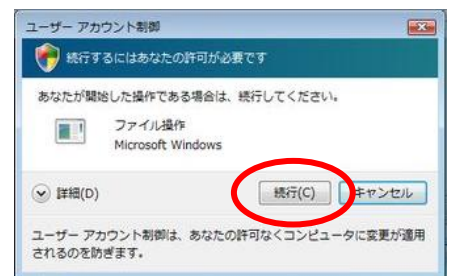 ユーザー アカウント制御
続行するにはあなたの許可が必要です
あなたが開始した操作である場合は、続行してください。
ファイル操作
Microsoft Windows
詳細(D)
続行(C)
キャンセル
ユーザー アカウント制御は、あなたの許可なくコンピュータに変更が適用
されるのを防ぎます。